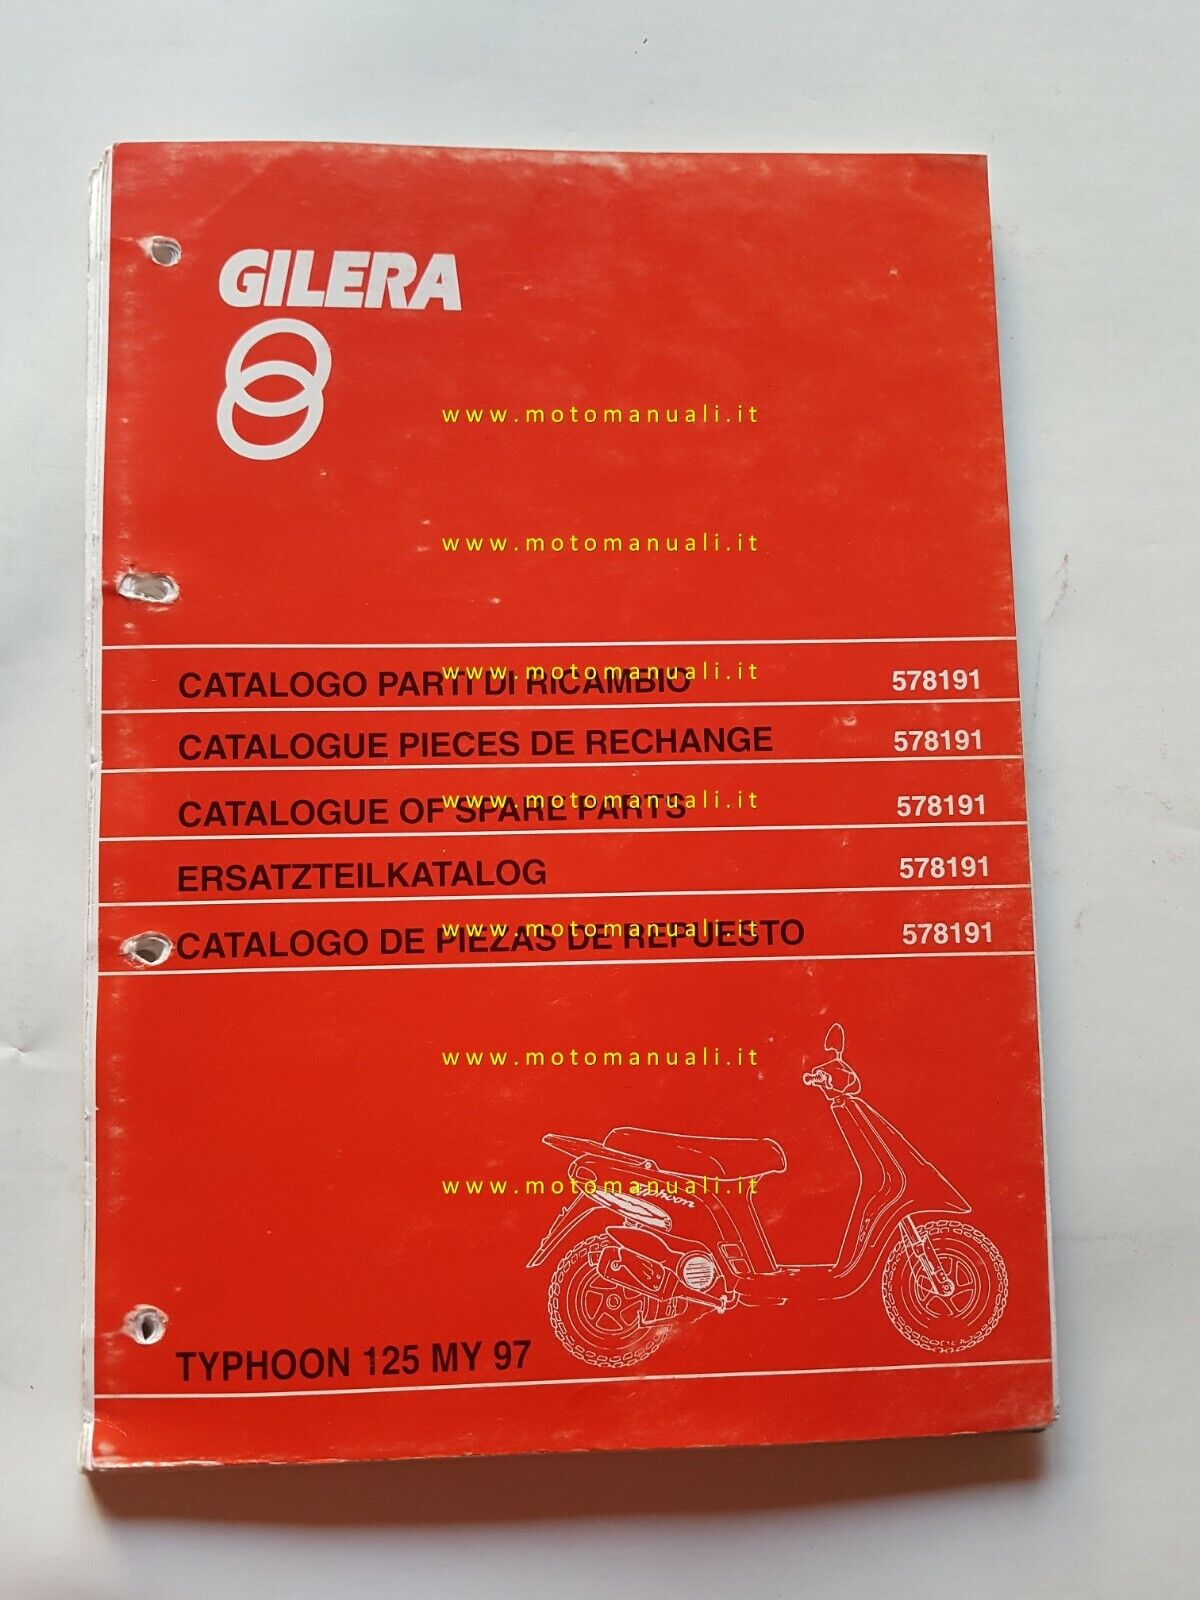 GILERA
www.motomanuali.it
www.motomanuali.it
www.motomanuali.it
CATALOGO PARTI DI RICAMBIO 578191
CATALOGUE PIECES DE RECHANGE 578191
www.motomanuali.it
CATALOGUE OF SPARE PARTS 578191
ERSATZTEILKATALOG 578191
www.motomanuali.it
CATALOGO DE PIEZAS DE REPUESTO 578191
www.motomanuali.it
www.motomanuali.it
Typhoon
TYPHOON 125 MY 97